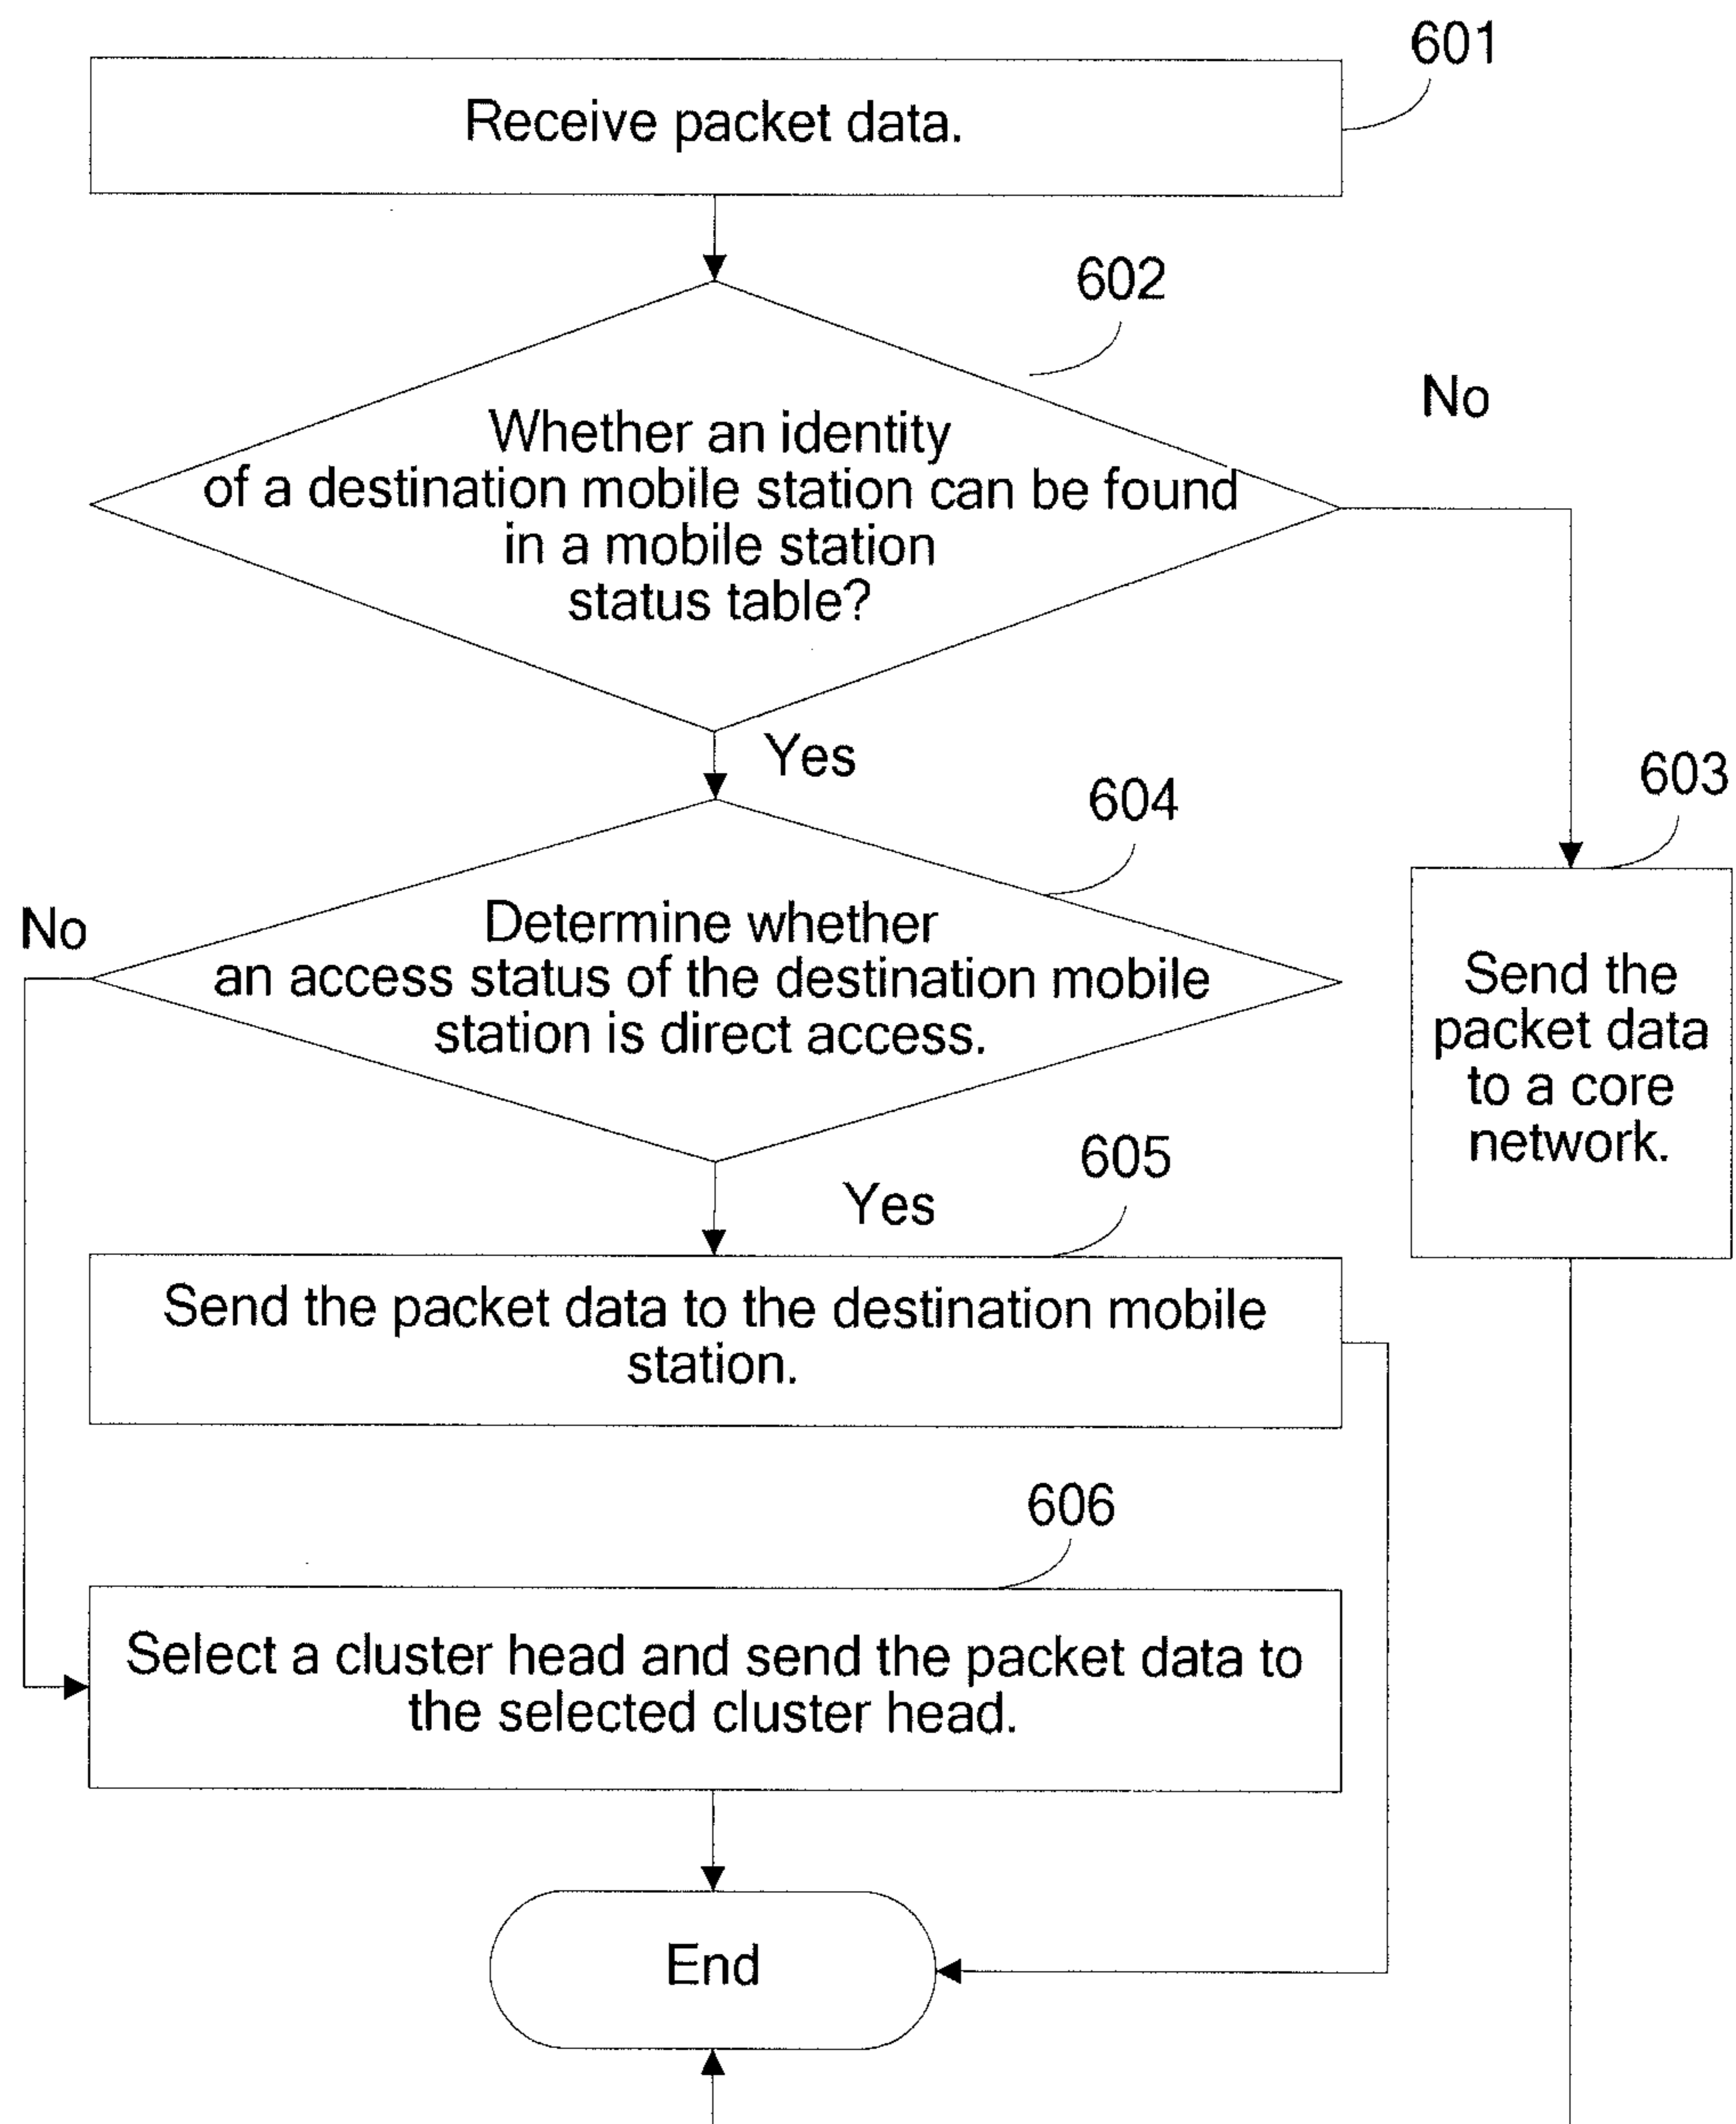 601
Receive packet data.
602
No
Whether an identity
of a destination mobile station can be found
in a mobile station
status table?
Yes
603
604
No
Determine whether
an access status of the destination mobile
station is direct access.
Send the
packet data
to a core
network.
605
Yes
Send the packet data to the destination mobile
station.
606
Select a cluster head and send the packet data to
the selected cluster head.
End